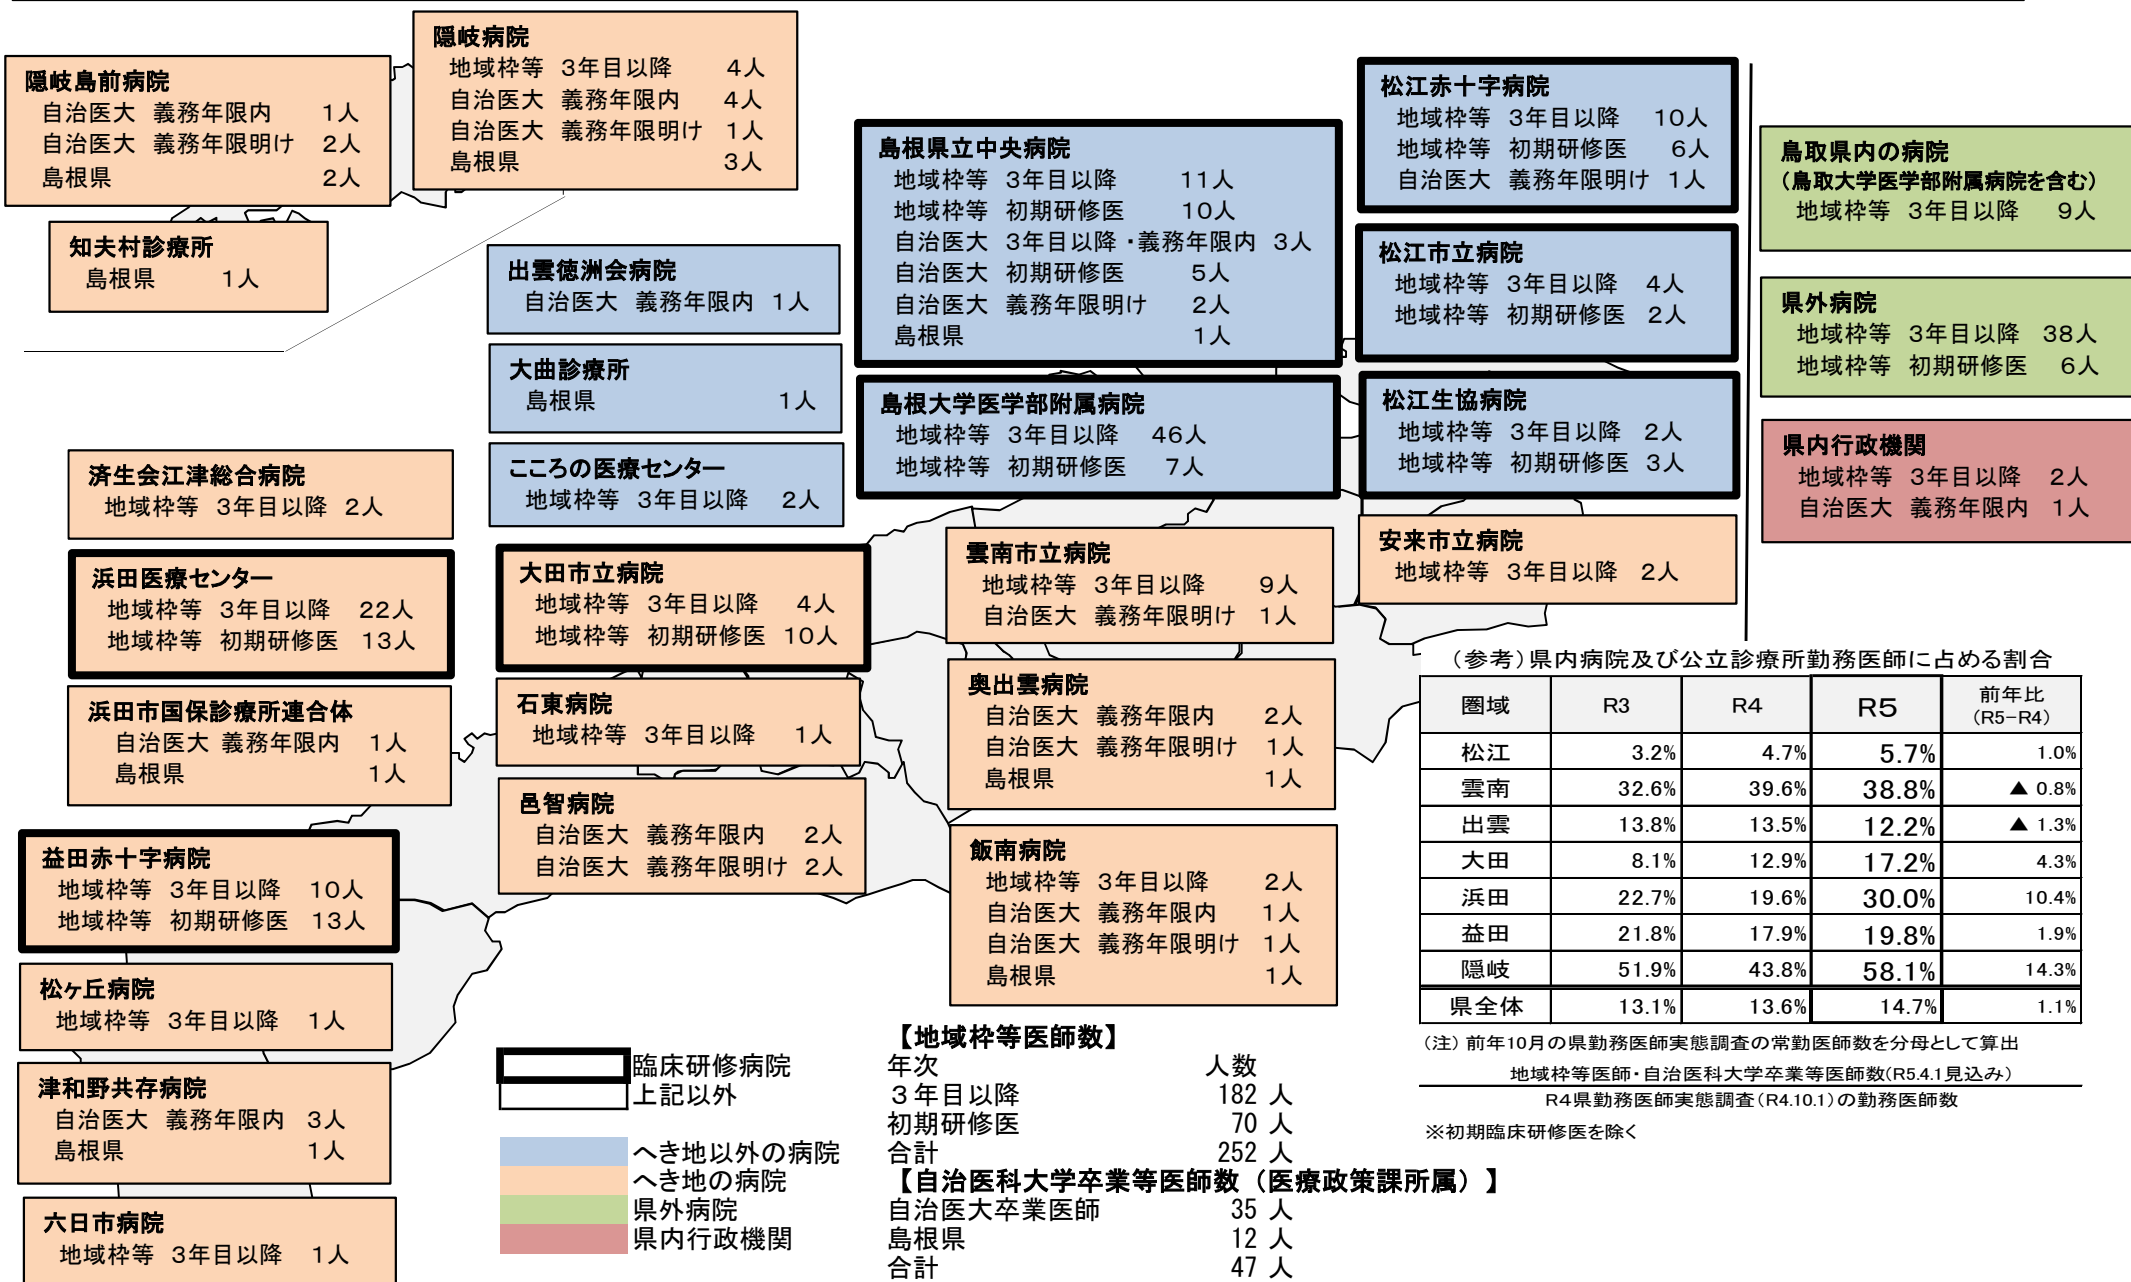 隠岐病院
地域枠等 3年目以降 4人
自治医大 義務年限内 4人
自治医大 義務年限明け 1人
島根県 3人
隠岐島前病院
自治医大 義務年限内 1人
自治医大 義務年限明け 2人
島根県 2人
知夫村診療所
島根県 1人
出雲徳洲会病院
自治医大 義務年限内 1人
大曲診療所
島根県 1人
こころの医療センター
地域枠等 3年目以降 2人
島根県立中央病院
地域枠等 3年目以降 11人
地域枠等 初期研修医 10人
自治医大 3年目以降・義務年限内 3人
自治医大 初期研修医 5人
自治医大 義務年限明け 2人
島根県 1人
島根大学医学部附属病院
地域枠等 3年目以降 46人
地域枠等 初期研修医 7人
松江赤十字病院
地域枠等 3年目以降 10人
地域枠等 初期研修医 6人
自治医大 義務年限明け 1人
松江市立病院
地域枠等 3年目以降 4人
地域枠等 初期研修医 2人
松江生協病院
地域枠等 3年目以降 2人
地域枠等 初期研修医 3人
安来市立病院
地域枠等 3年目以降 2人
鳥取県内の病院
（鳥取大学医学部附属病院を含む）
地域枠等 3年目以降 9人
県外病院
地域枠等 3年目以降 38人
地域枠等 初期研修医 6人
県内行政機関
地域枠等 3年目以降 2人
自治医大 義務年限内 1人
済生会江津総合病院
地域枠等 3年目以降 2人
浜田医療センター
地域枠等 3年目以降 22人
地域枠等 初期研修医 13人
浜田市国保診療所連合体
自治医大 義務年限内 1人
島根県 1人
益田赤十字病院
地域枠等 3年目以降 10人
地域枠等 初期研修医 13人
松ヶ丘病院
地域枠等 3年目以降 1人
津和野共存病院
自治医大 義務年限内 3人
島根県 1人
六日市病院
地域枠等 3年目以降 1人
大田市立病院
地域枠等 3年目以降 4人
地域枠等 初期研修医 10人
石東病院
地域枠等 3年目以降 1人
邑智病院
自治医大 義務年限内 2人
自治医大 義務年限明け 2人
雲南市立病院
地域枠等 3年目以降 9人
自治医大 義務年限明け 1人
奥出雲病院
自治医大 義務年限内 2人
自治医大 義務年限明け 1人
島根県 1人
飯南病院
地域枠等 3年目以降 2人
自治医大 義務年限内 1人
自治医大 義務年限明け 1人
島根県 1人
（参考）県内病院及び公立診療所勤務医師に占める割合
圏域 R3 R4 R5 前年比
(R5-R4)
松江 3.2% 4.7% 5.7% 1.0%
雲南 32.6% 39.6% 38.8% ▲ 0.8%
出雲 13.8% 13.5% 12.2% ▲ 1.3%
大田 8.1% 12.9% 17.2% 4.3%
浜田 22.7% 19.6% 30.0% 10.4%
益田 21.8% 17.9% 19.8% 1.9%
隠岐 51.9% 43.8% 58.1% 14.3%
県全体 13.1% 13.6% 14.7% 1.1%
（注）前年10月の県勤務医師実態調査の常勤医師数を分母として算出
地域枠等医師・自治医科大学卒業等医師数(R5.4.1見込み)
R4県勤務医師実態調査(R4.10.1)の勤務医師数
※初期臨床研修医を除く
臨床研修病院
上記以外
へき地以外の病院
へき地の病院
県外病院
県内行政機関
【地域枠等医師数】
年次 人数
３年目以降 182 人
初期研修医 70 人
合計 252 人
【自治医科大学卒業等医師数（医療政策課所属）】
自治医大卒業医師 35 人
島根県 12 人
合計 47 人